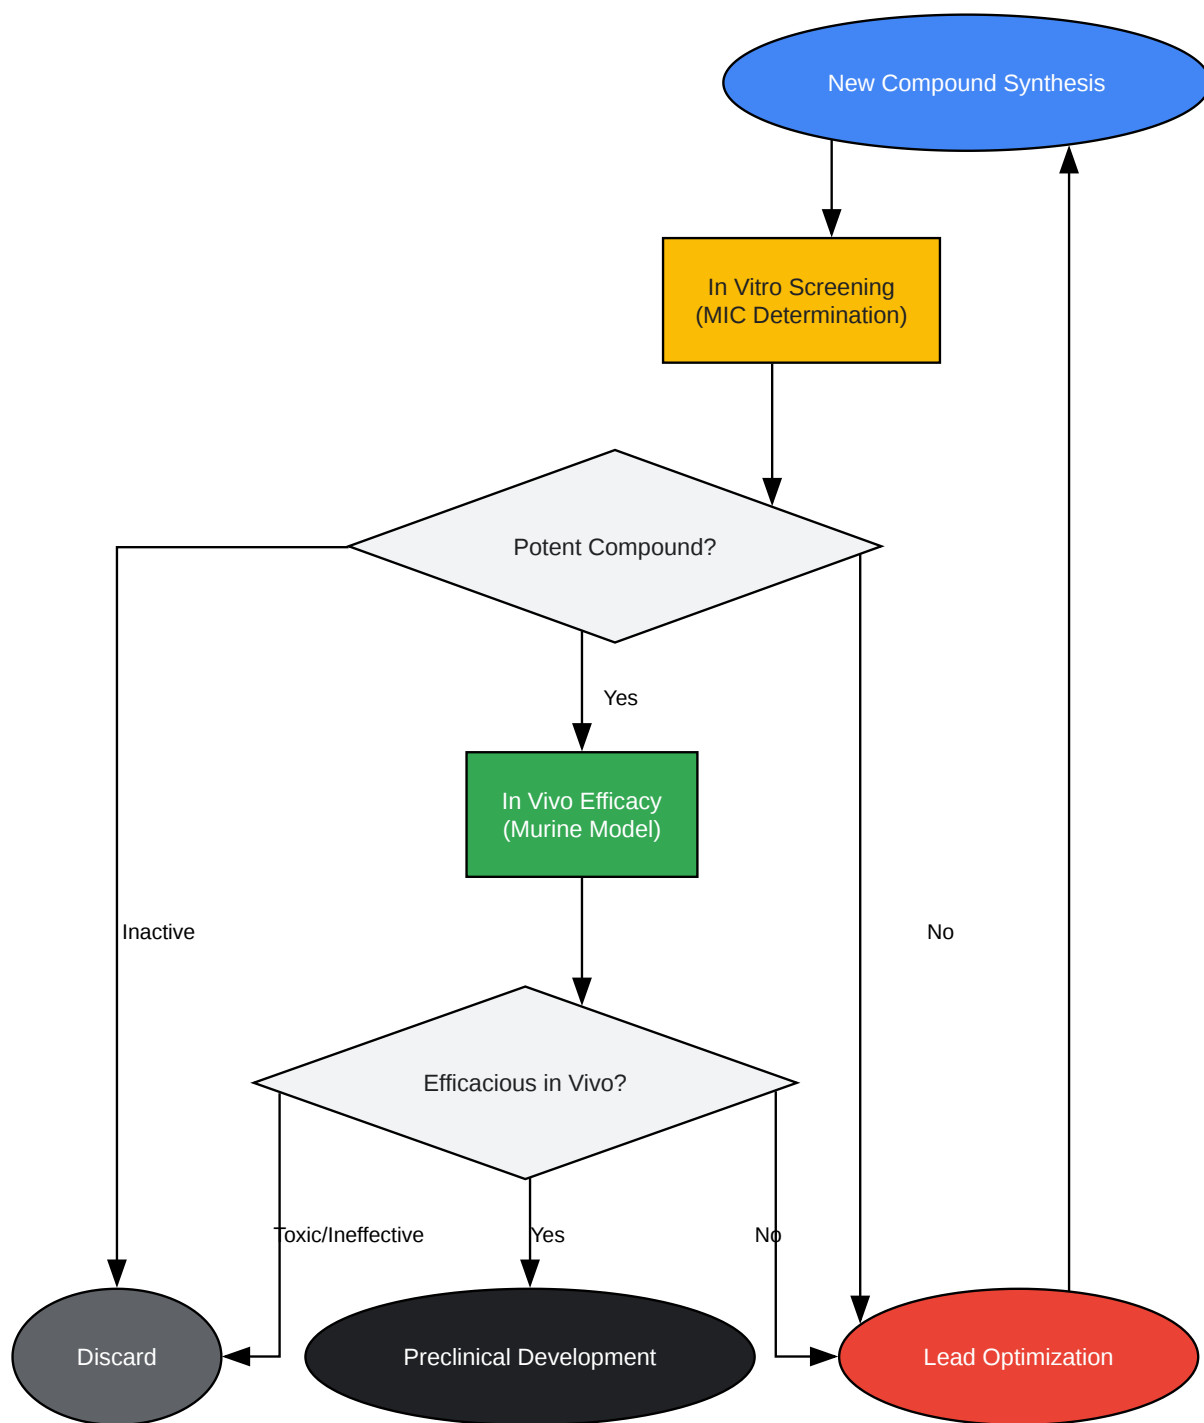 New Compound Synthesis
In Vitro Screening
(MIC Determination)
Potent Compound?
Yes
In Vivo Efficacy
(Murine Model)
Inactive
No
Efficacious in Vivo?
Toxic/Ineffective
Yes
No
Discard
Preclinical Development
Lead Optimization